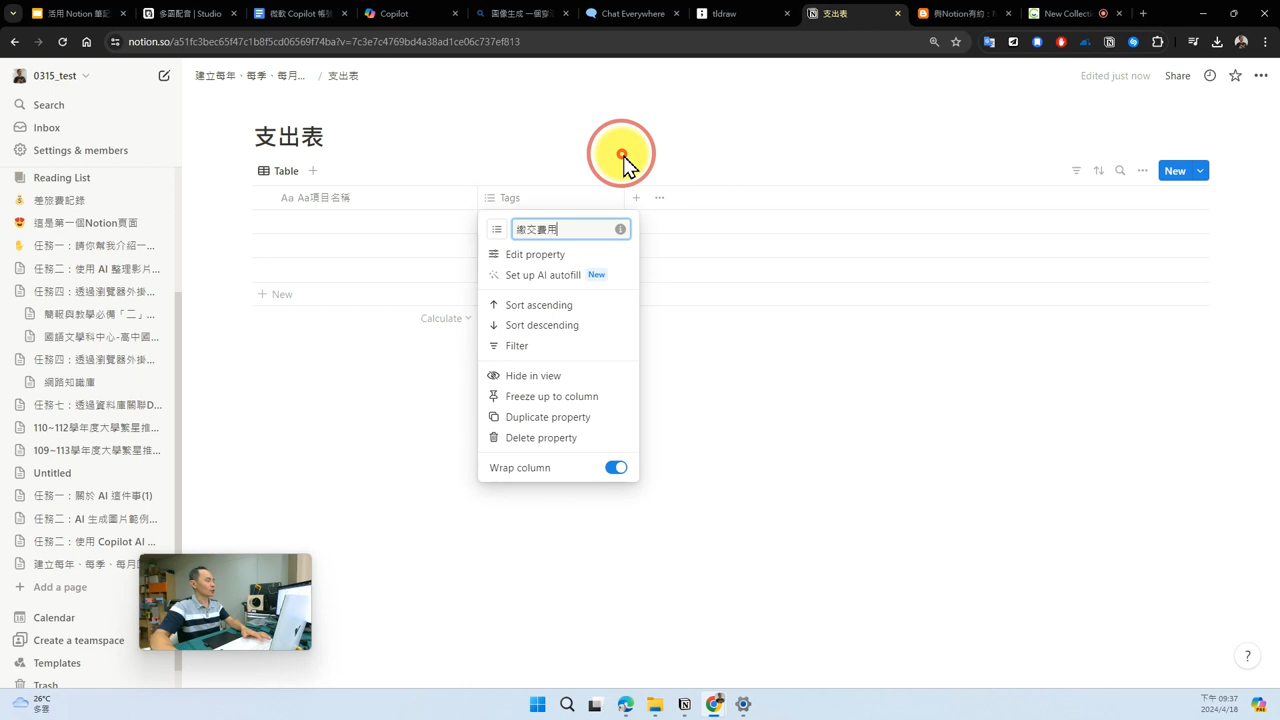 活用 Notion 筆記
多國配音 | Studio
微軟 Copilot 帳
Copilot
圖像生成 一個穿
Chat Everywhere
tldraw
支出表
與Notion有約：
New Collecti
notion.so/a51fc3bec65f47c1b8f5cd06569f74ba?v=7c3e7c4769bd4a38ad1ce06c737ef813
0315_test
建立每年、每季、每月... / 支出表
Edited just now
Share
Search
Inbox
Settings & members
Reading List
差旅費記錄
這是第一個Notion頁面
任務一：請你幫我介紹一...
任務二：使用 AI 整理影片...
任務四：透過瀏覽器外掛...
簡報與教學必備「二」...
國語文學科中心-高中國...
任務四：透過瀏覽器外掛...
網路知識庫
任務七：透過資料庫關聯D...
110~112學年度大學繁星推...
109~113學年度大學繁星推...
Untitled
任務一：關於 AI 這件事(1)
任務二：AI 生成圖片範例...
任務二：使用 Copilot AI ...
建立每年、每季、每月
Add a page
Calendar
Create a teamspace
Templates
Trash
支出表
Table
New
Aa Aa項目名稱
Tags
New
Calculate
繳交費用
Edit property
Set up AI autofill New
Sort ascending
Sort descending
Filter
Hide in view
Freeze up to column
Duplicate property
Delete property
Wrap column
?
26°C
多雲
下午 09:37
2024/4/18